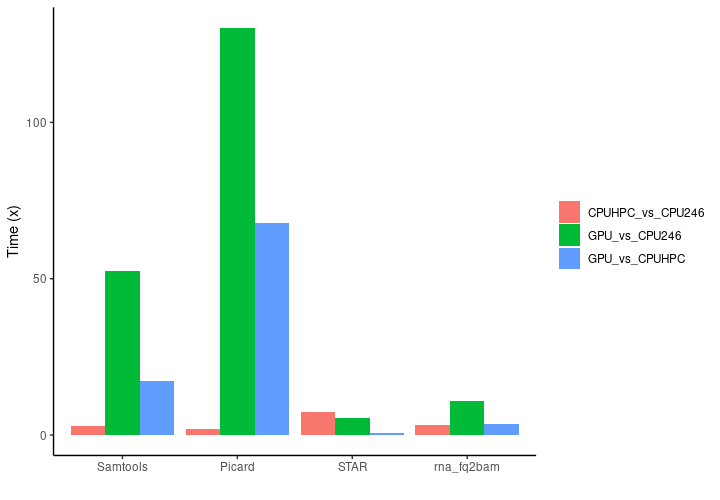 Time (x)
100
50
0
Samtools
Picard
STAR
rna_fq2bam
CPUHPC_vs_CPU246
GPU_vs_CPU246
GPU_vs_CPUHPC